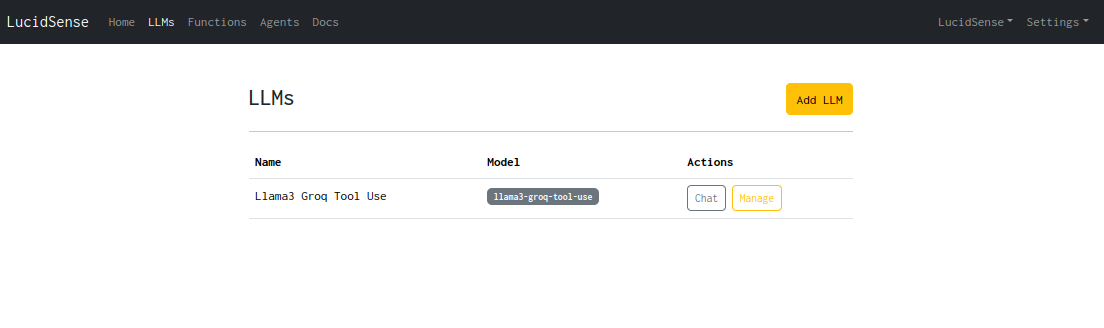 LucidSense Home LLMs Functions Agents Docs LucidSense Settings
LLMs Add LLM
Name Model Actions
Llama3 Groq Tool Use llama3-groq-tool-use Chat Manage